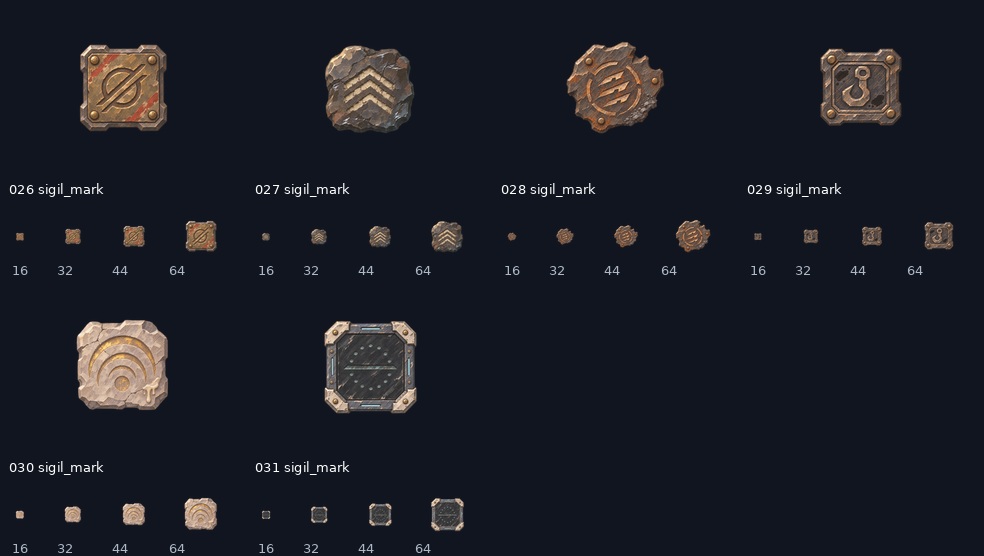 026 sigil_mark
027 sigil_mark
028 sigil_mark
029 sigil_mark
16 32 44 64
16 32 44 64
16 32 44 64
16 32 44 64
030 sigil_mark
031 sigil_mark
16 32 44 64
16 32 44 64